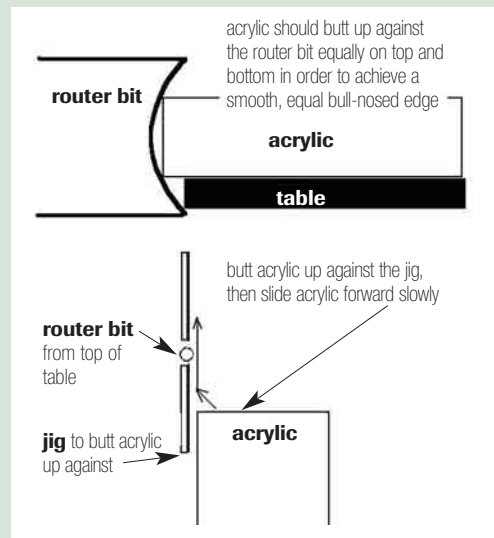 acrylic should butt up against
the router bit equally on top and
bottom in order to achieve a
smooth, equal bull-nosed edge
router bit
acrylic
table
butt acrylic up against the jig,
then slide acrylic forward slowly
router bit
from top of
table
acrylic
jig to butt acrylic
up against